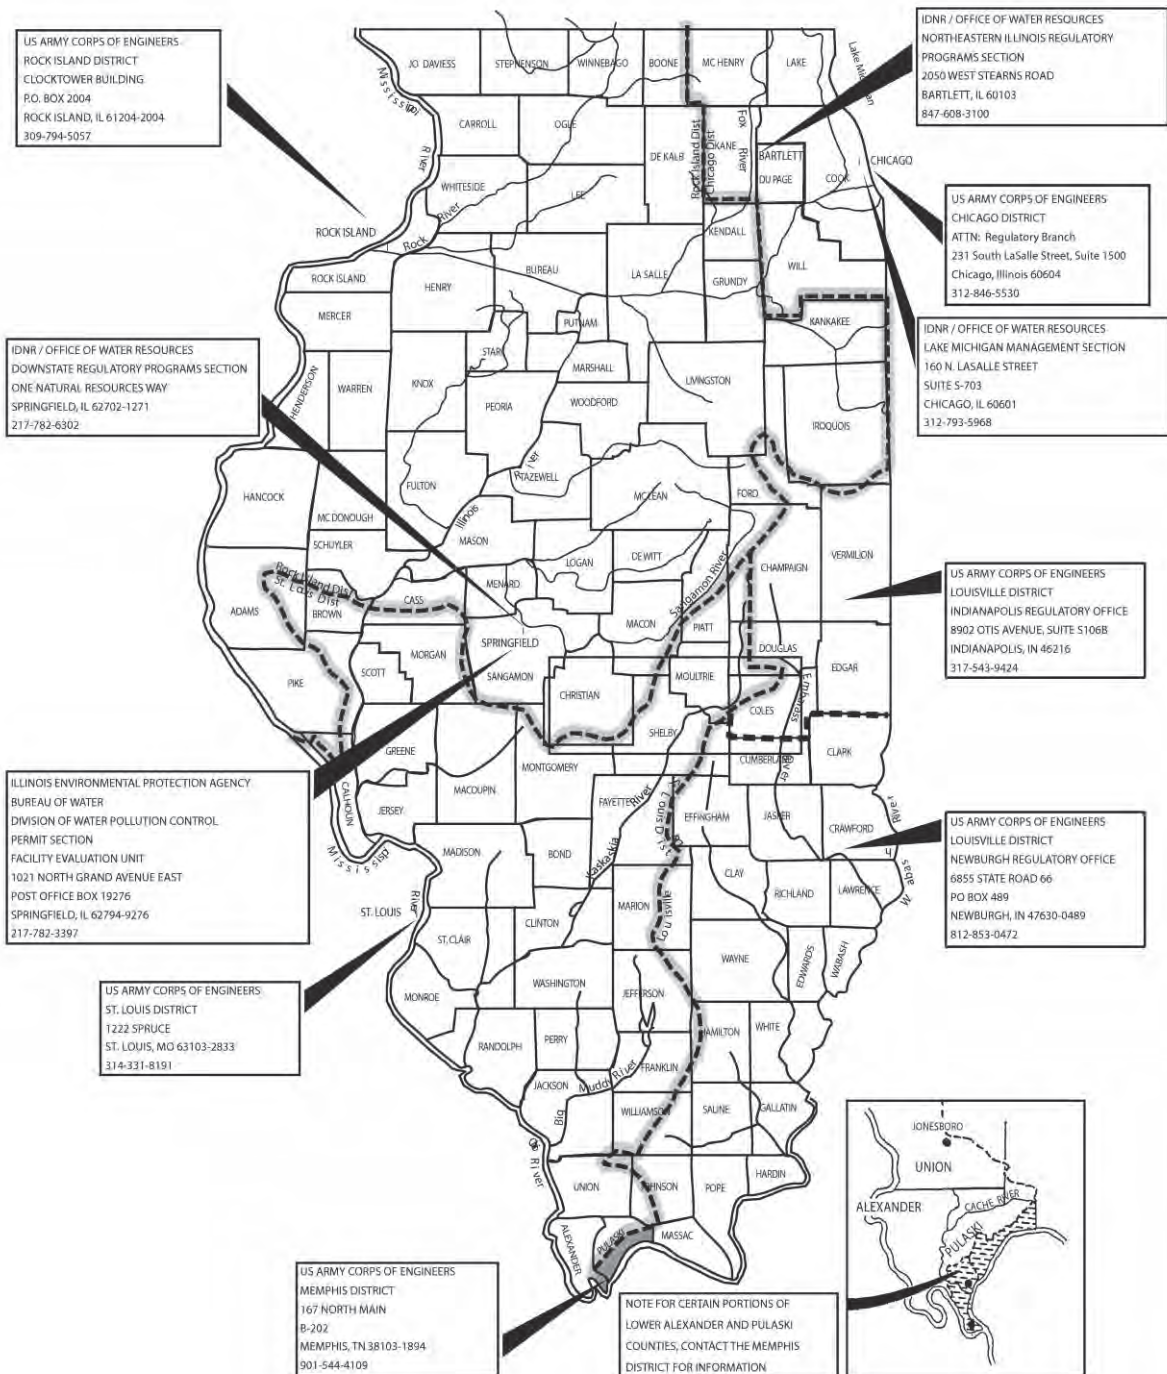 US ARMY CORPS OF ENGINEERS
ROCK ISLAND DISTRICT
CLOCKTOWER BUILDING
P.O. BOX 2004
ROCK ISLAND, IL 61204-2004
309-794-5057
IDNR / OFFICE OF WATER RESOURCES
NORTHEASTERN ILLINOIS REGULATORY
PROGRAMS SECTION
2050 WEST STEARNS ROAD
BARTLETT, IL 60103
847-608-3100
US ARMY CORPS OF ENGINEERS
CHICAGO DISTRICT
ATTN: Regulatory Branch
231 South LaSalle Street, Suite 1500
Chicago, Illinois 60604
312-846-5530
IDNR / OFFICE OF WATER RESOURCES
LAKE MICHIGAN MANAGEMENT SECTION
160 N. LASALLE STREET
SUITE S-703
CHICAGO, IL 60601
312-793-5968
IDNR / OFFICE OF WATER RESOURCES
DOWNSTATE REGULATORY PROGRAMS SECTION
ONE NATURAL RESOURCES WAY
SPRINGFIELD, IL 62702-1271
217-782-6302
US ARMY CORPS OF ENGINEERS
LOUISVILLE DISTRICT
INDIANAPOLIS REGULATORY OFFICE
8902 OTIS AVENUE, SUITE S106B
INDIANAPOLIS, IN 46216
317-543-9424
ILLINOIS ENVIRONMENTAL PROTECTION AGENCY
BUREAU OF WATER
DIVISION OF WATER POLLUTION CONTROL
PERMIT SECTION
FACILITY EVALUATION UNIT
1021 NORTH GRAND AVENUE EAST
POST OFFICE BOX 19276
SPRINGFIELD, IL 62794-9276
217-782-3397
US ARMY CORPS OF ENGINEERS
LOUISVILLE DISTRICT
NEWBURGH REGULATORY OFFICE
6855 STATE ROAD 66
PO BOX 489
NEWBURGH, IN 47630-0489
812-853-0472
US ARMY CORPS OF ENGINEERS
ST. LOUIS DISTRICT
1222 SPRUCE
ST. LOUIS, MO 63103-2833
314-331-8191
US ARMY CORPS OF ENGINEERS
MEMPHIS DISTRICT
167 NORTH MAIN
B-202
MEMPHIS, TN 38103-1894
901-544-4109
NOTE FOR CERTAIN PORTIONS OF
LOWER ALEXANDER AND PULASKI
COUNTIES, CONTACT THE MEMPHIS
DISTRICT FOR INFORMATION
JO DAVIESS
STEPHENSON
WINNEBAGO
BOONE
MC HENRY
LAKE
Lake Michigan
CARROLL
OGLE
DE KALB
Rock Island Dist
Chicago Dist
KANE
Fox
River
BARTLETT
DU PAGE
COOK
CHICAGO
River
WHITESIDE
LEE
Rock
River
ROCK ISLAND
KENDALL
WILL
ROCK ISLAND
HENRY
BUREAU
LA SALLE
GRUNDY
MERCER
PUTNAM
KANKAKEE
STARK
MARSHALL
HENDERSON
WARREN
KNOX
PEORIA
WOODFORD
LIVINGSTON
IROQUOIS
River
HANCOCK
FULTON
TAZEWELL
MCLEAN
FORD
MC DONOUGH
Illinois
SCHUYLER
MASON
LOGAN
DE WITT
CHAMPAIGN
VERMILION
Rock Island Dist
St. Louis Dist
CASS
MENARD
Sangamon River
ADAMS
BROWN
SPRINGFIELD
MACON
PIATT
MORGAN
DOUGLAS
EDGAR
PIKE
SCOTT
SANGAMON
CHRISTIAN
MOULTRIE
COLES
Embarass
River
GREENE
SHELBY
CLARK
CUMBERLAND
CALHOUN
MACOUPIN
MONTGOMERY
JERSEY
FAYETTE
River
Kaskaskia
EFFINGHAM
JASPER
CRAWFORD
River
MADISON
BOND
CLAY
RICHLAND
LAWRENCE
River
ST. LOUIS
MARION
Louisville
ST. CLAIR
CLINTON
WAYNE
EDWARDS
WABASH
MONROE
WASHINGTON
JEFFERSON
HAMILTON
WHITE
RANDOLPH
PERRY
FRANKLIN
JACKSON
Big
Muddy River
WILLIAMSON
SALINE
GALLATIN
River
UNION
JOHNSON
POPE
HARDIN
ALEXANDER
PULASKI
MASSAC
JONESBORO
UNION
ALEXANDER
CACHE RIVER
PULASKI